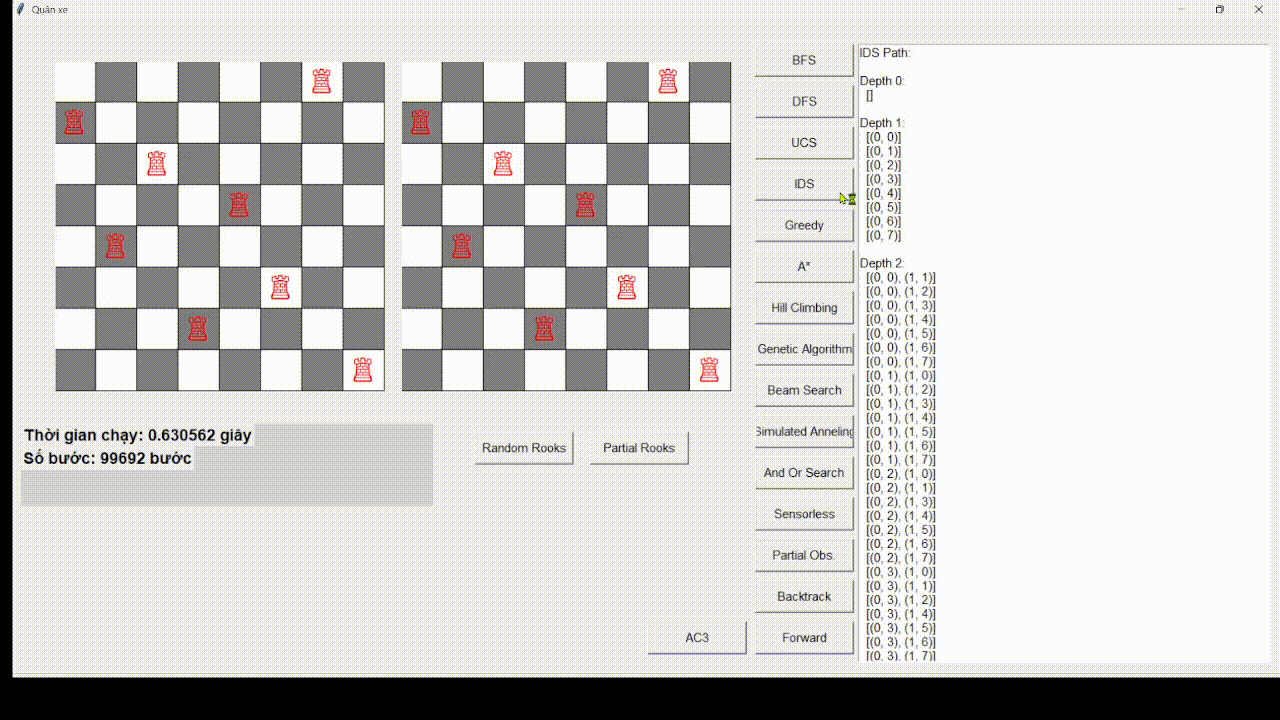 Quân xe
Thời gian chạy: 0.630562 giây
Số bước: 99692 bước
Random Rooks
Partial Rooks
BFS
DFS
UCS
IDS
Greedy
A*
Hill Climbing
Genetic Algorithm
Beam Search
Simulated Anneling
And Or Search
Sensorless
Partial Obs.
Backtrack
AC3
Forward
IDS Path:
Depth 0:
[]
Depth 1:
[(0, 0)]
[(0, 1)]
[(0, 2)]
[(0, 3)]
[(0, 4)]
[(0, 5)]
[(0, 6)]
[(0, 7)]
Depth 2:
[(0, 0), (1, 1)]
[(0, 0), (1, 2)]
[(0, 0), (1, 3)]
[(0, 0), (1, 4)]
[(0, 0), (1, 5)]
[(0, 0), (1, 6)]
[(0, 0), (1, 7)]
[(0, 1), (1, 0)]
[(0, 1), (1, 2)]
[(0, 1), (1, 3)]
[(0, 1), (1, 4)]
[(0, 1), (1, 5)]
[(0, 1), (1, 6)]
[(0, 1), (1, 7)]
[(0, 2), (1, 0)]
[(0, 2), (1, 1)]
[(0, 2), (1, 3)]
[(0, 2), (1, 4)]
[(0, 2), (1, 5)]
[(0, 2), (1, 6)]
[(0, 2), (1, 7)]
[(0, 3), (1, 0)]
[(0, 3), (1, 1)]
[(0, 3), (1, 2)]
[(0, 3), (1, 4)]
[(0, 3), (1, 5)]
[(0, 3), (1, 6)]
[(0, 3), (1, 7)]